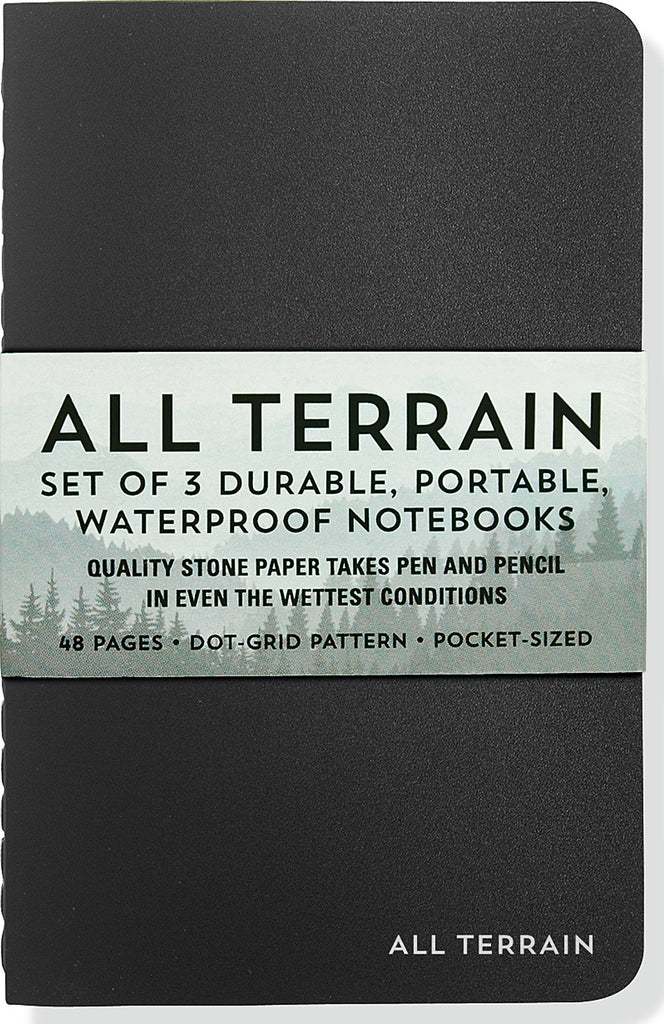 ALL TERRAIN
SET OF 3 DURABLE, PORTABLE,
WATERPROOF NOTEBOOKS
QUALITY STONE PAPER TAKES PEN AND PENCIL
IN EVEN THE WETTEST CONDITIONS
48 PAGES • DOT-GRID PATTERN • POCKET-SIZED
ALL TERRAIN